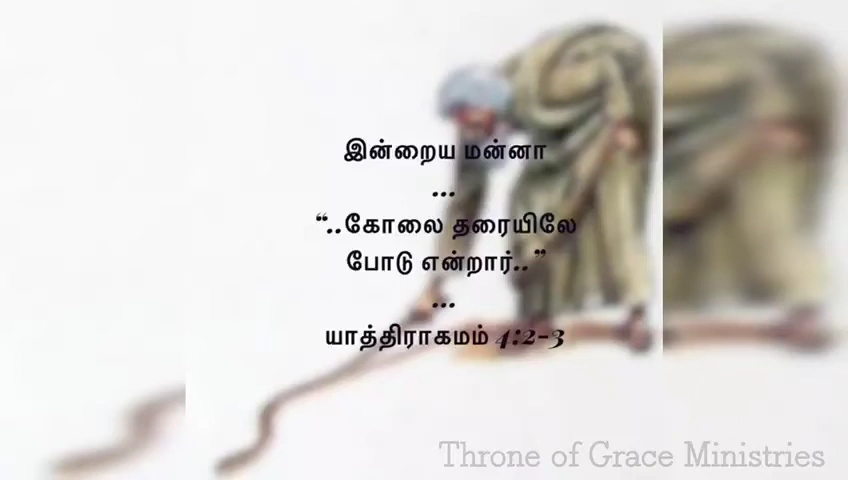 இன்றைய மன்னா
...
“..கோலை தரையிலே
போடு என்றார்..”
...
யாத்திராகமம் 4:2-3
Throne of Grace Ministries